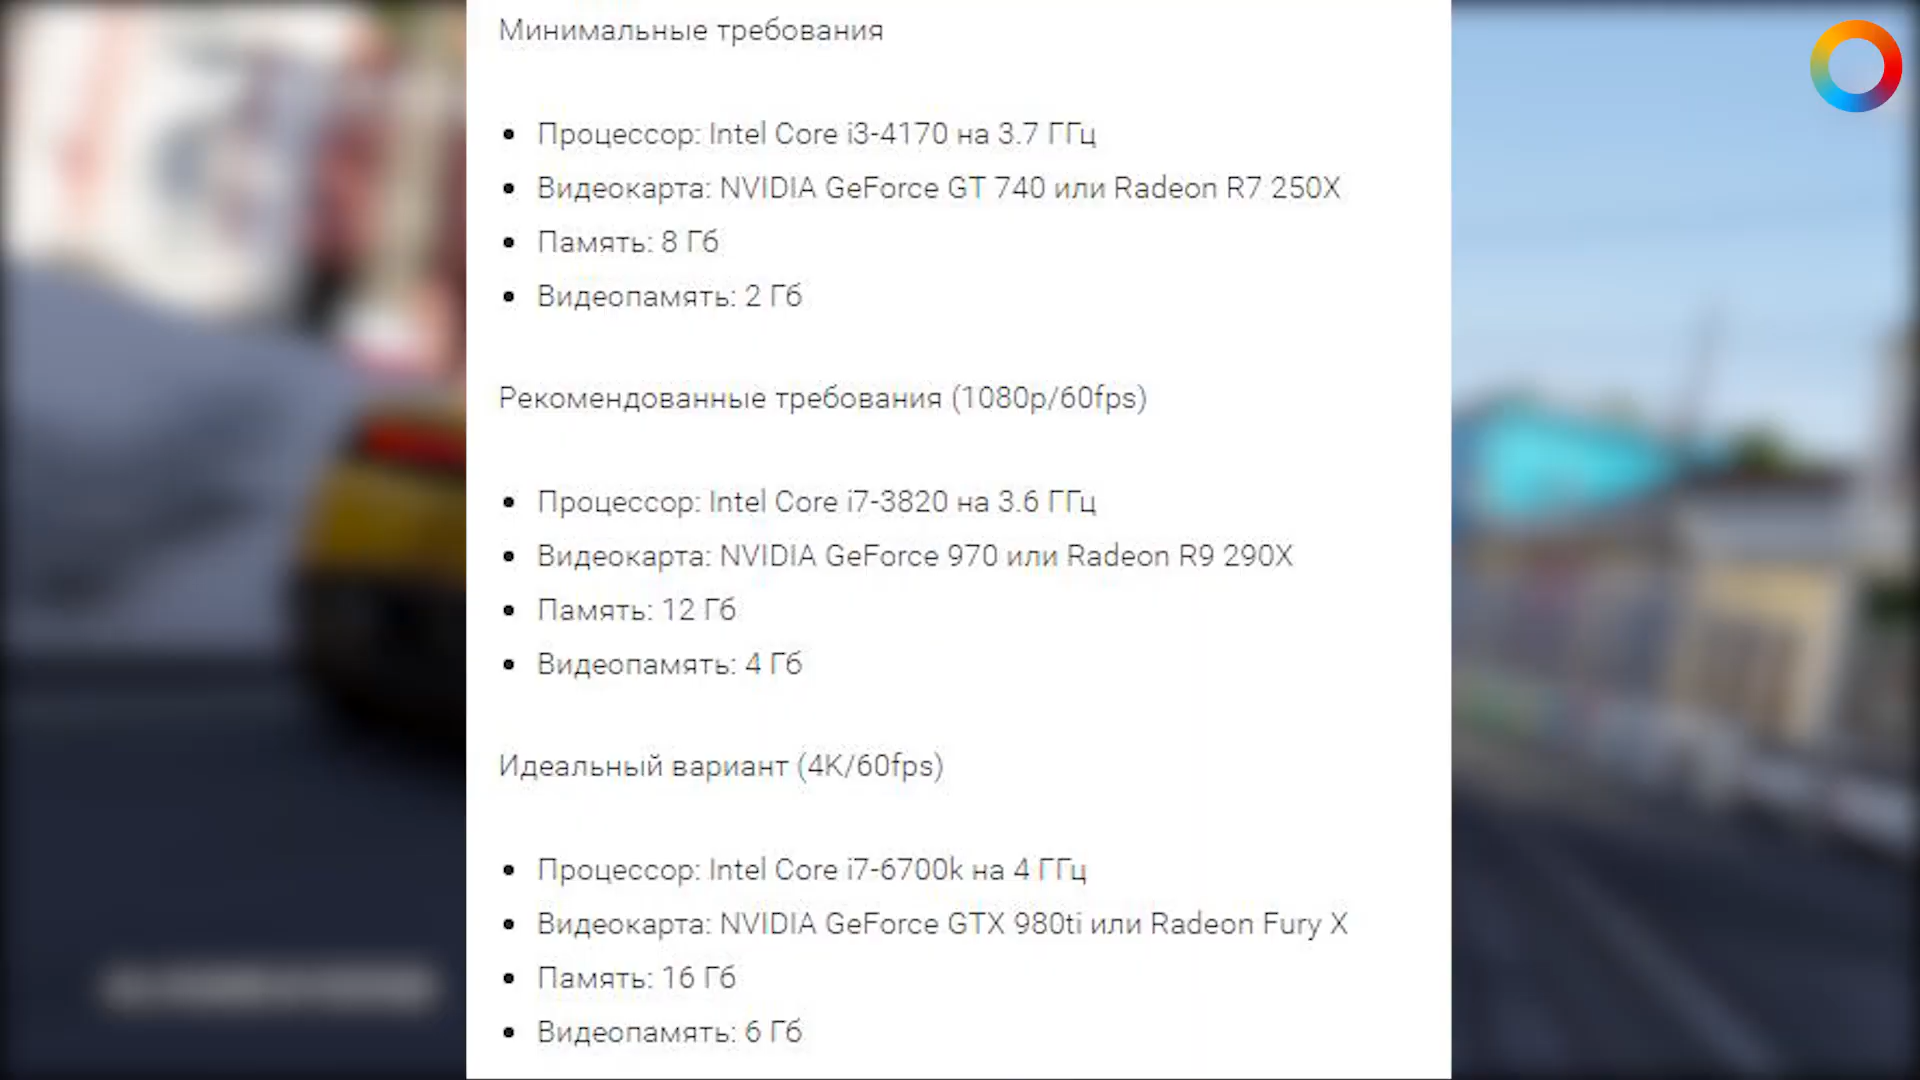 Минимальные требования
Процессор: Intel Core i3-4170 на 3.7 ГГц
Видеокарта: NVIDIA GeForce GT 740 или Radeon R7 250X
Память: 8 Гб
Видеопамять: 2 Гб
Рекомендованные требования (1080p/60fps)
Процессор: Intel Core i7-3820 на 3.6 ГГц
Видеокарта: NVIDIA GeForce 970 или Radeon R9 290X
Память: 12 Гб
Видеопамять: 4 Гб
Идеальный вариант (4K/60fps)
Процессор: Intel Core i7-6700k на 4 ГГц
Видеокарта: NVIDIA GeForce GTX 980ti или Radeon Fury X
Память: 16 Гб
Видеопамять: 6 Гб